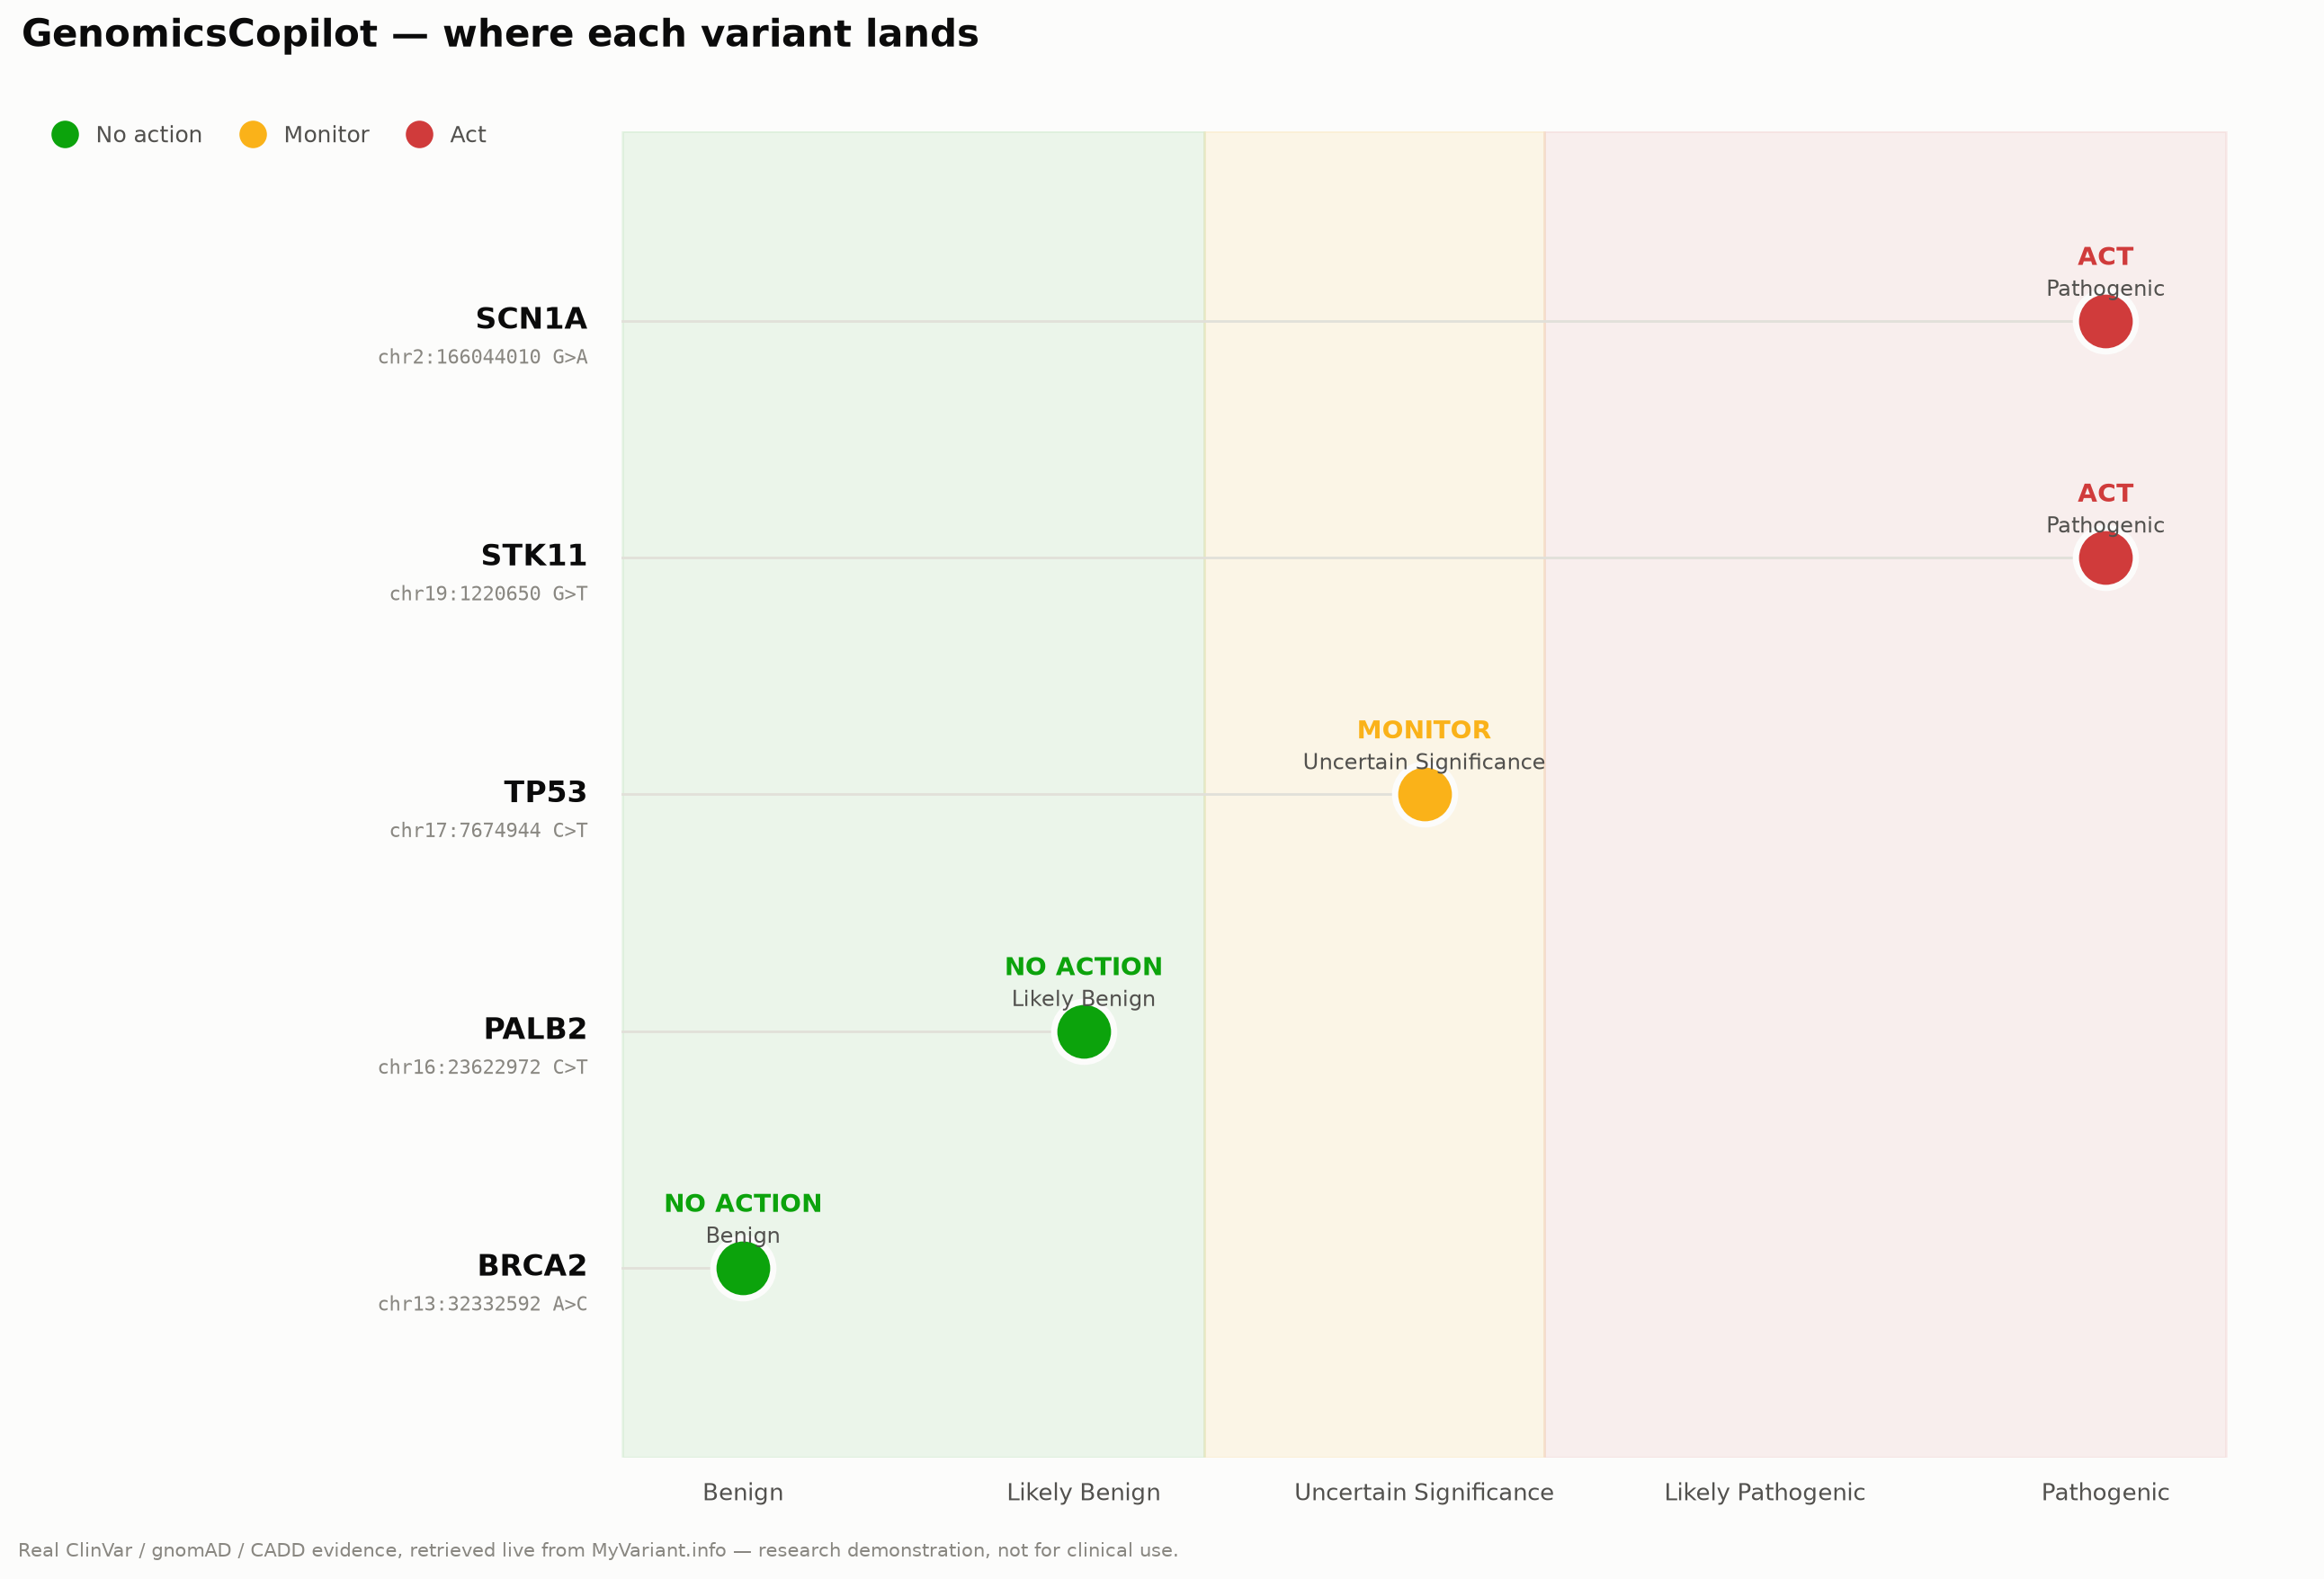 GenomicsCopilot — where each variant lands
No action
Monitor
Act
ACT
Pathogenic
SCN1A
chr2:166044010 G>A
ACT
Pathogenic
STK11
chr19:1220650 G>T
MONITOR
Uncertain Significance
TP53
chr17:7674944 C>T
NO ACTION
Likely Benign
PALB2
chr16:23622972 C>T
NO ACTION
Benign
BRCA2
chr13:32332592 A>C
Benign
Likely Benign
Uncertain Significance
Likely Pathogenic
Pathogenic
Real ClinVar / gnomAD / CADD evidence, retrieved live from MyVariant.info — research demonstration, not for clinical use.